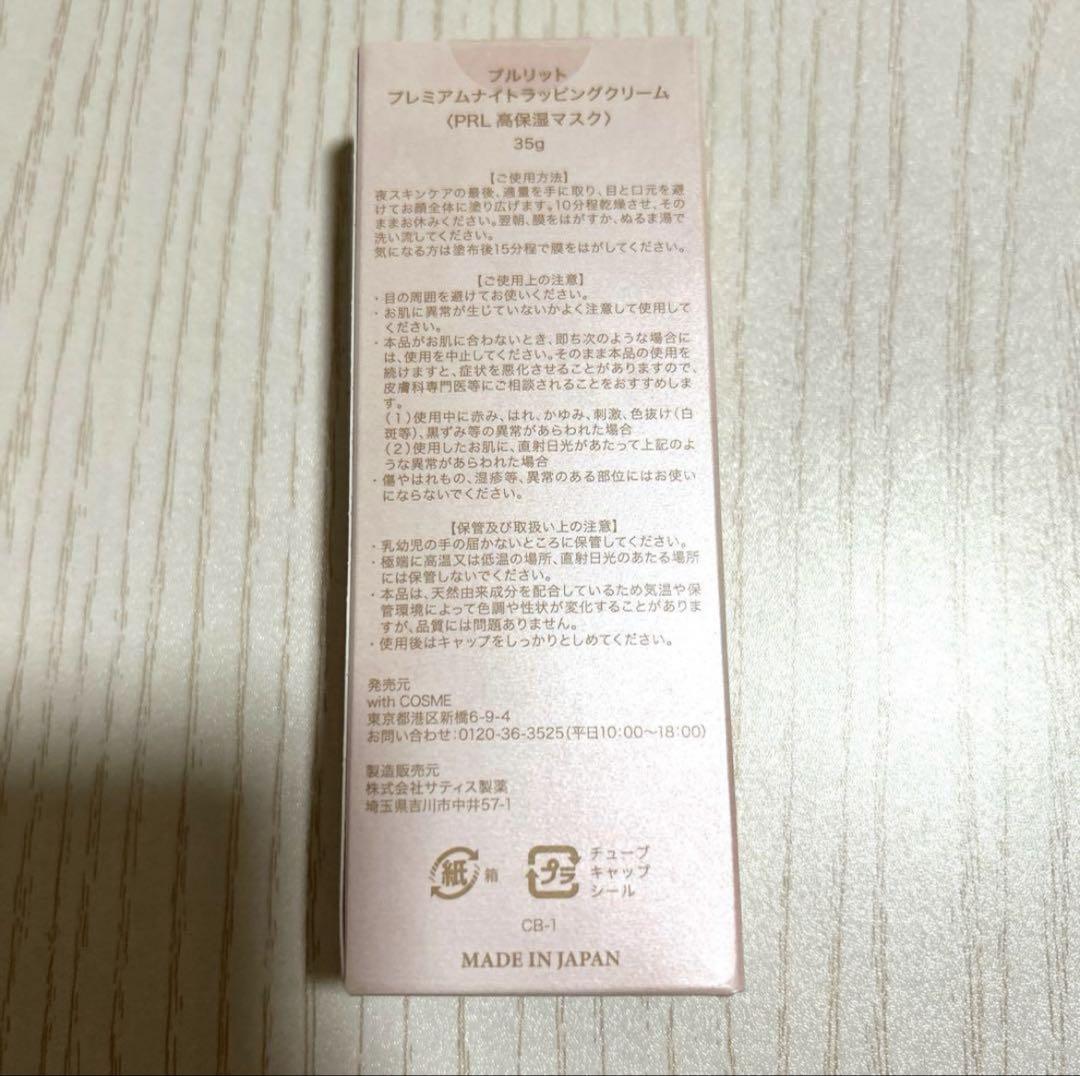 プルリット
プレミアムナイトラッピングクリーム
〈PRL 高保湿マスク〉
35g
【ご使用方法】
夜スキンケアの最後、適量を手に取り、目と口元を避
けてお顔全体に塗り広げます。10分程乾燥させ、その
ままお休みください。翌朝、膜をはがすか、ぬるま湯で
洗い流してください。
気になる方は塗布後15分程で膜をはがしてください。
【ご使用上の注意】
・目の周囲を避けてお使いください。
・お肌に異常が生じていないかよく注意して使用して
ください。
・本品がお肌に合わないとき、即ち次のような場合に
は、使用を中止してください。そのまま本品の使用を
続けますと、症状を悪化させることがありますので、
皮膚科専門医等にご相談されることをおすすめしま
す。
（1）使用中に赤み、はれ、かゆみ、刺激、色抜け（白
斑等）、黒ずみ等の異常があらわれた場合
（2）使用したお肌に、直射日光があたって上記のよ
うな異常があらわれた場合
・傷やはれもの、湿疹等、異常のある部位にはお使い
にならないでください。
【保管及び取扱い上の注意】
・乳幼児の手の届かないところに保管してください。
・極端に高温又は低温の場所、直射日光のあたる場所
には保管しないでください。
・本品は、天然由来成分を配合しているため気温や保
管環境によって色調や性状が変化することがありま
すが、品質には問題ありません。
・使用後はキャップをしっかりとしめてください。
発売元
with COSME
東京都港区新橋6-9-4
お問い合わせ：0120-36-3525（平日10:00〜18:00）
製造販売元
株式会社サティス製薬
埼玉県吉川市中井57-1
紙 箱
プラ チューブ
キャップ
シール
CB-1
MADE IN JAPAN